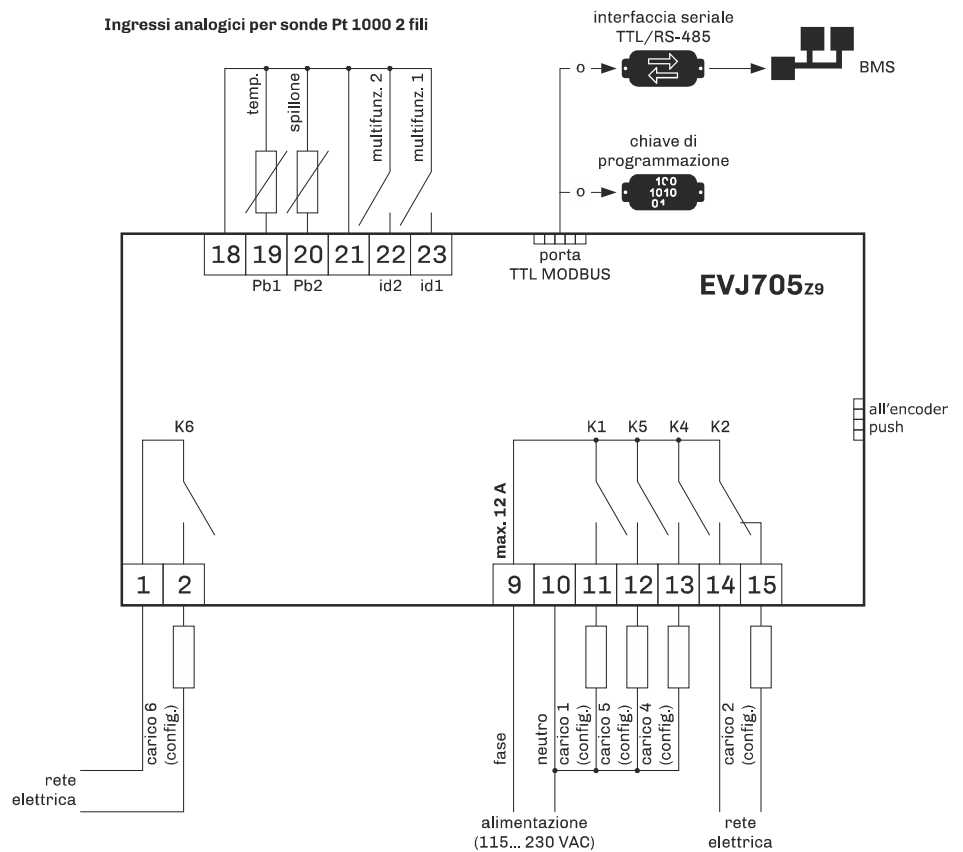 Ingressi analogici per sonde Pt 1000 2 fili
interfaccia seriale
TTL/RS-485
o
BMS
chiave di
programmazione
o
100
1010
01
temp.
spillone
multifunz. 2
multifunz. 1
18 19 20 21 22 23
Pb1 Pb2 id2 id1
porta
TTL MODBUS
EVJ705Z9
all'encoder
push
K6
K1 K5 K4 K2
max. 12 A
1 2
9 10 11 12 13 14 15
carico 6
(config.)
fase
neutro
carico 1
(config.)
carico 5
(config.)
carico 4
(config.)
carico 2
(config.)
rete
elettrica
alimentazione
(115... 230 VAC)
rete
elettrica